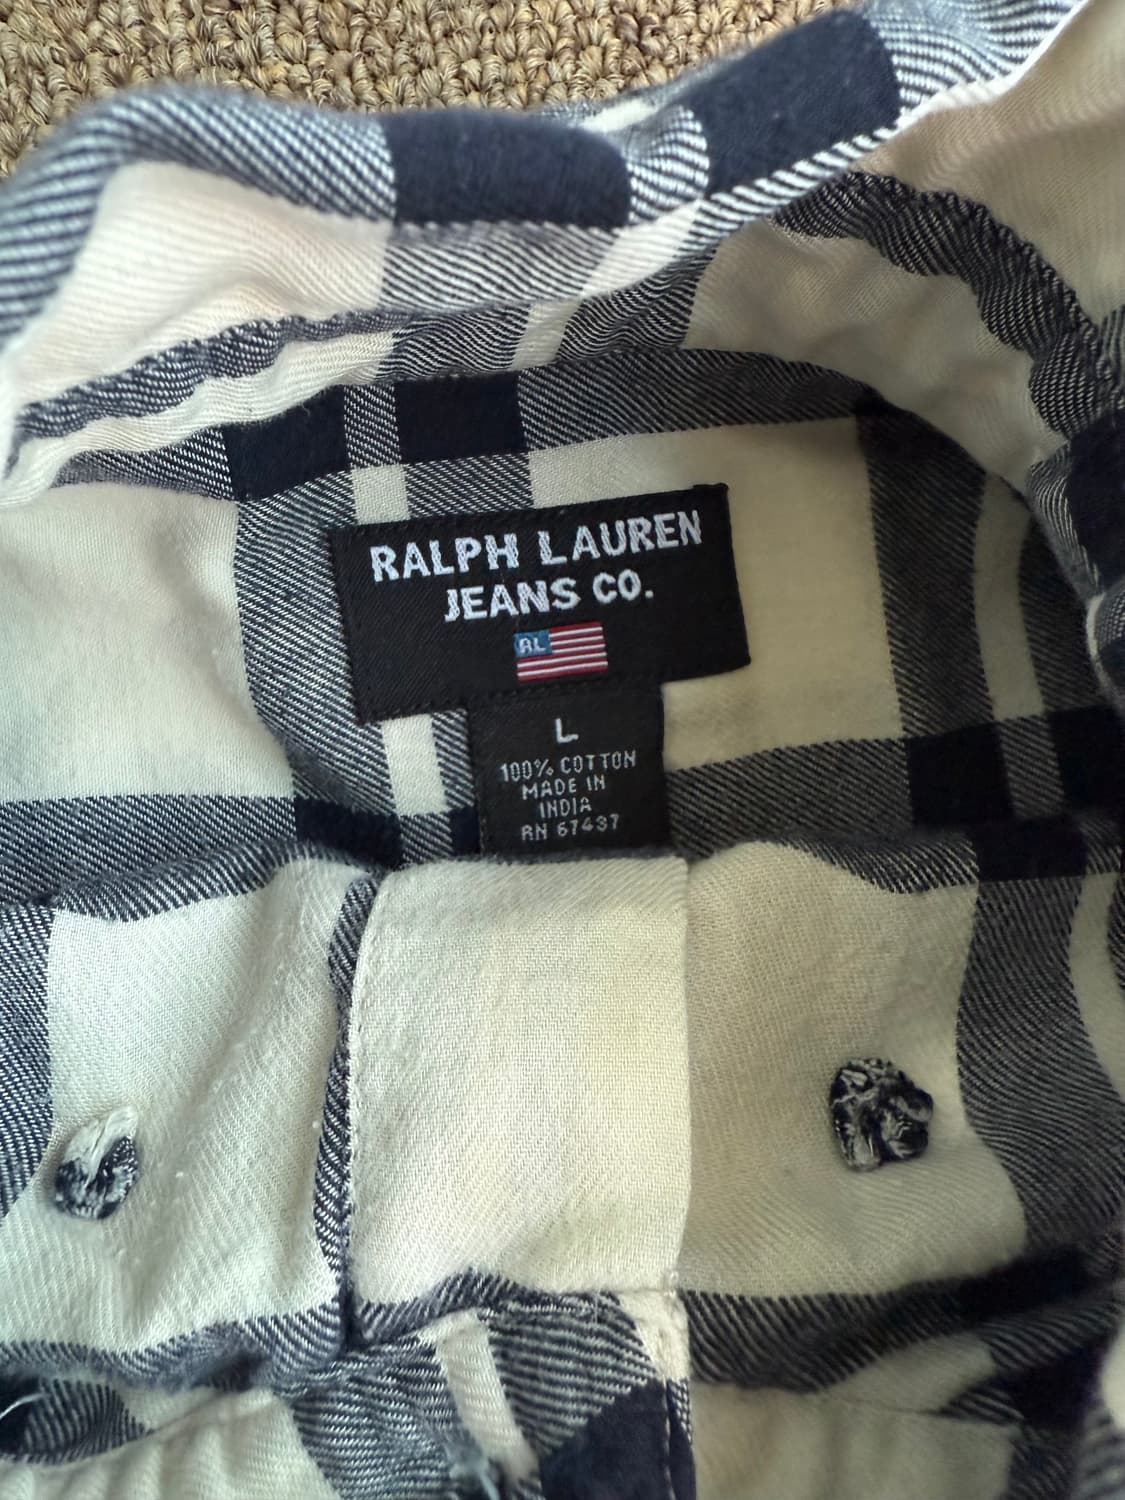 RALPH LAUREN
JEANS CO.
RL
L
100% COTTON
MADE IN
INDIA
RN 67437